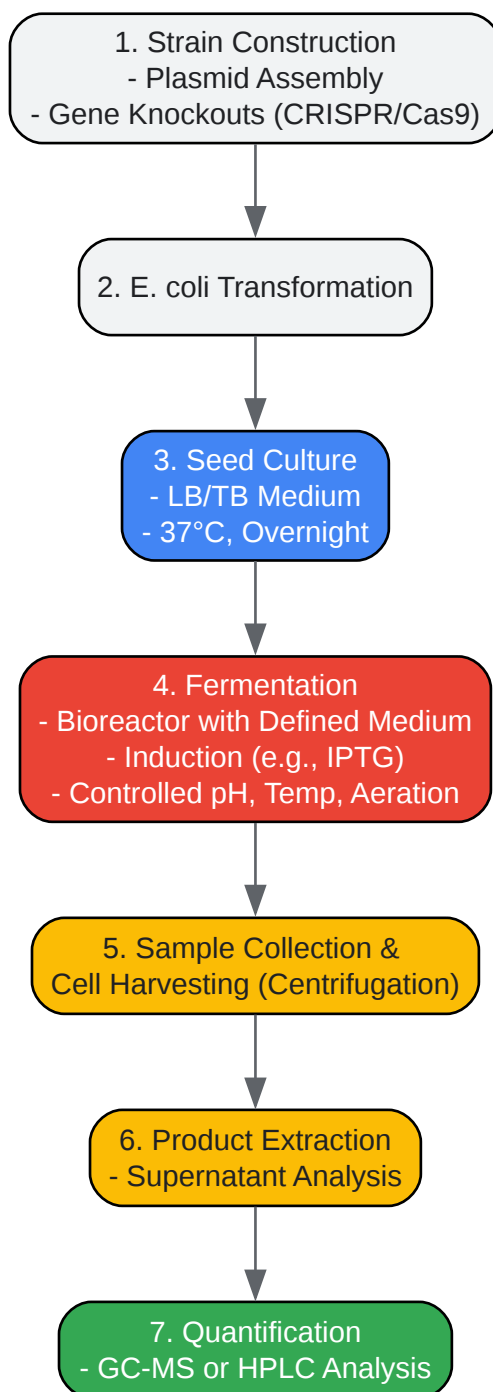 1. Strain Construction
- Plasmid Assembly
- Gene Knockouts (CRISPR/Cas9)
2. E. coli Transformation
3. Seed Culture
- LB/TB Medium
- 37°C, Overnight
4. Fermentation
- Bioreactor with Defined Medium
- Induction (e.g., IPTG)
- Controlled pH, Temp, Aeration
5. Sample Collection &
Cell Harvesting (Centrifugation)
6. Product Extraction
- Supernatant Analysis
7. Quantification
- GC-MS or HPLC Analysis